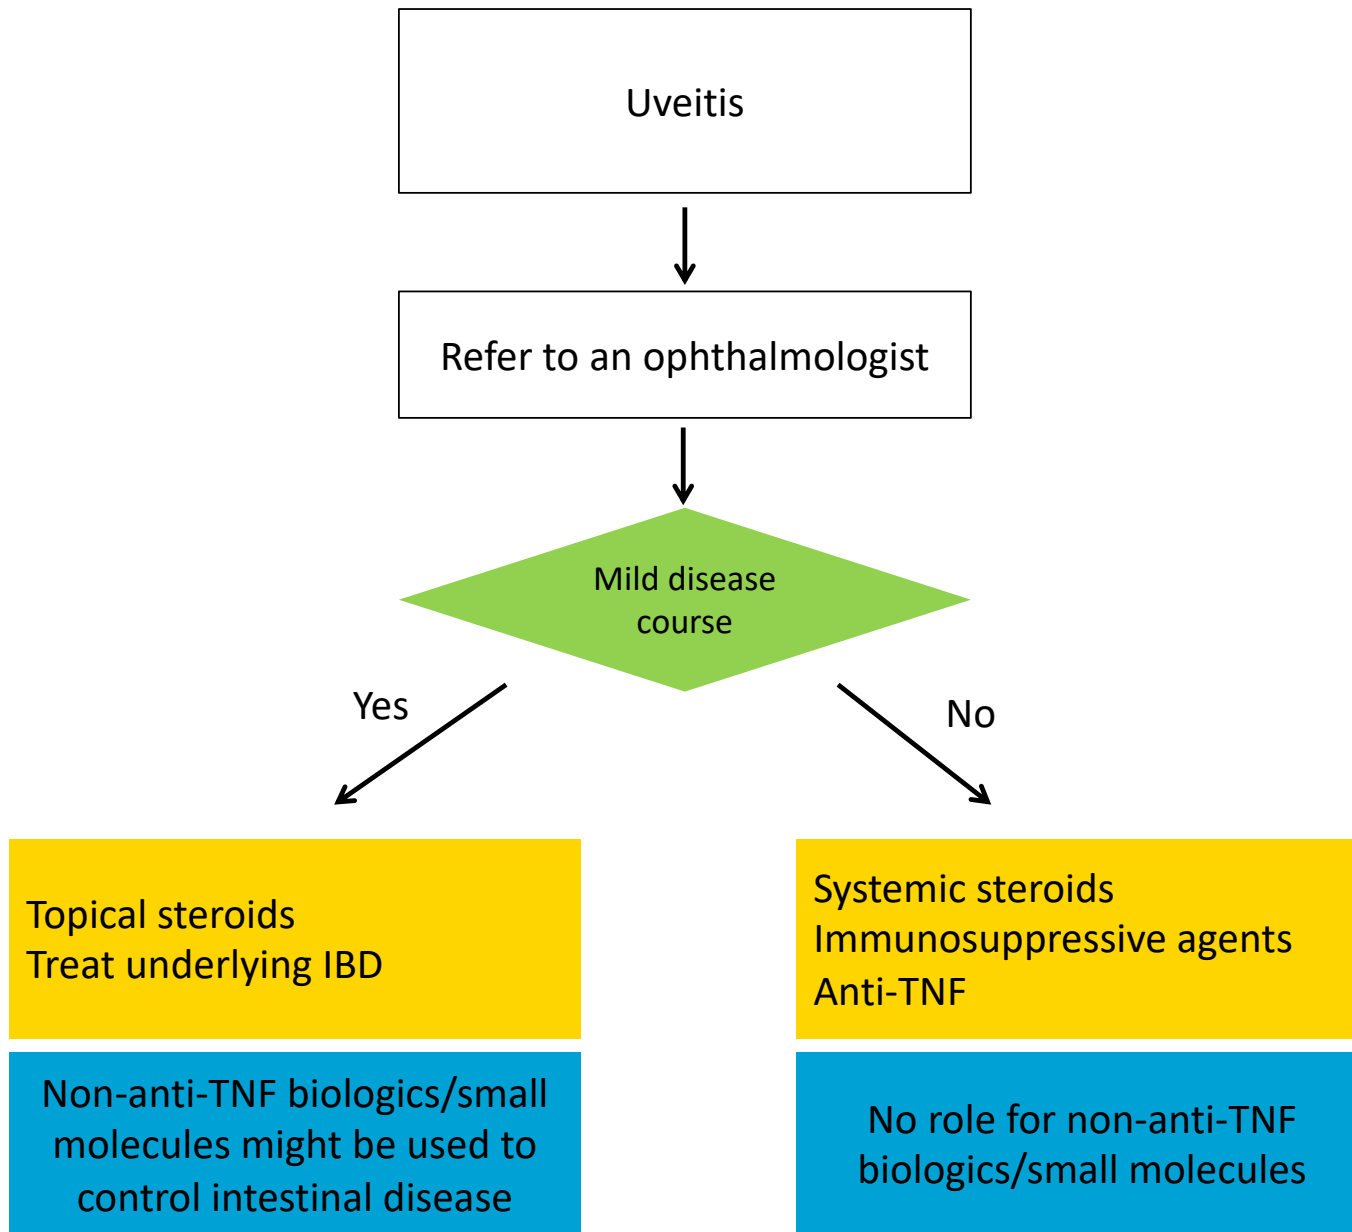 Uveitis
Refer to an ophthalmologist
Mild disease
course
Yes
No
Topical steroids
Treat underlying IBD
Systemic steroids
Immunosuppressive agents
Anti-TNF
Non-anti-TNF biologics/small
molecules might be used to
control intestinal disease
No role for non-anti-TNF
biologics/small molecules